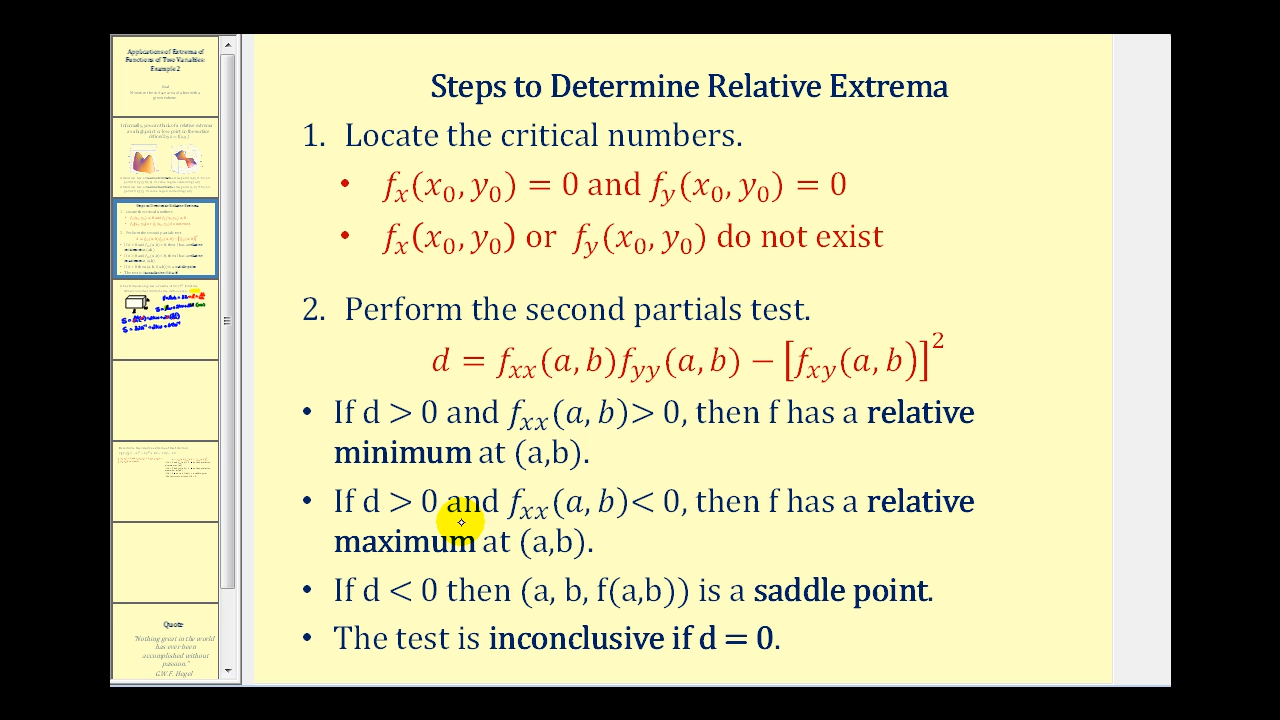 Applications of Extrema of
Functions of Two Variables:
Example 2
Quote
"Nothing great in the world
has ever been
accomplished without
passion."
G.W.F. Hegel
Steps to Determine Relative Extrema
1. Locate the critical numbers.
• fₓ(x₀, y₀) = 0 and f_y(x₀, y₀) = 0
• fₓ(x₀, y₀) or f_y(x₀, y₀) do not exist
2. Perform the second partials test.
d = fₓₓ(a, b)f_yy(a, b) − [f_xy(a, b)]²
• If d > 0 and fₓₓ(a, b)> 0, then f has a relative
minimum at (a,b).
• If d > 0 and fₓₓ(a, b)< 0, then f has a relative
maximum at (a,b).
• If d < 0 then (a, b, f(a,b)) is a saddle point.
• The test is inconclusive if d = 0.